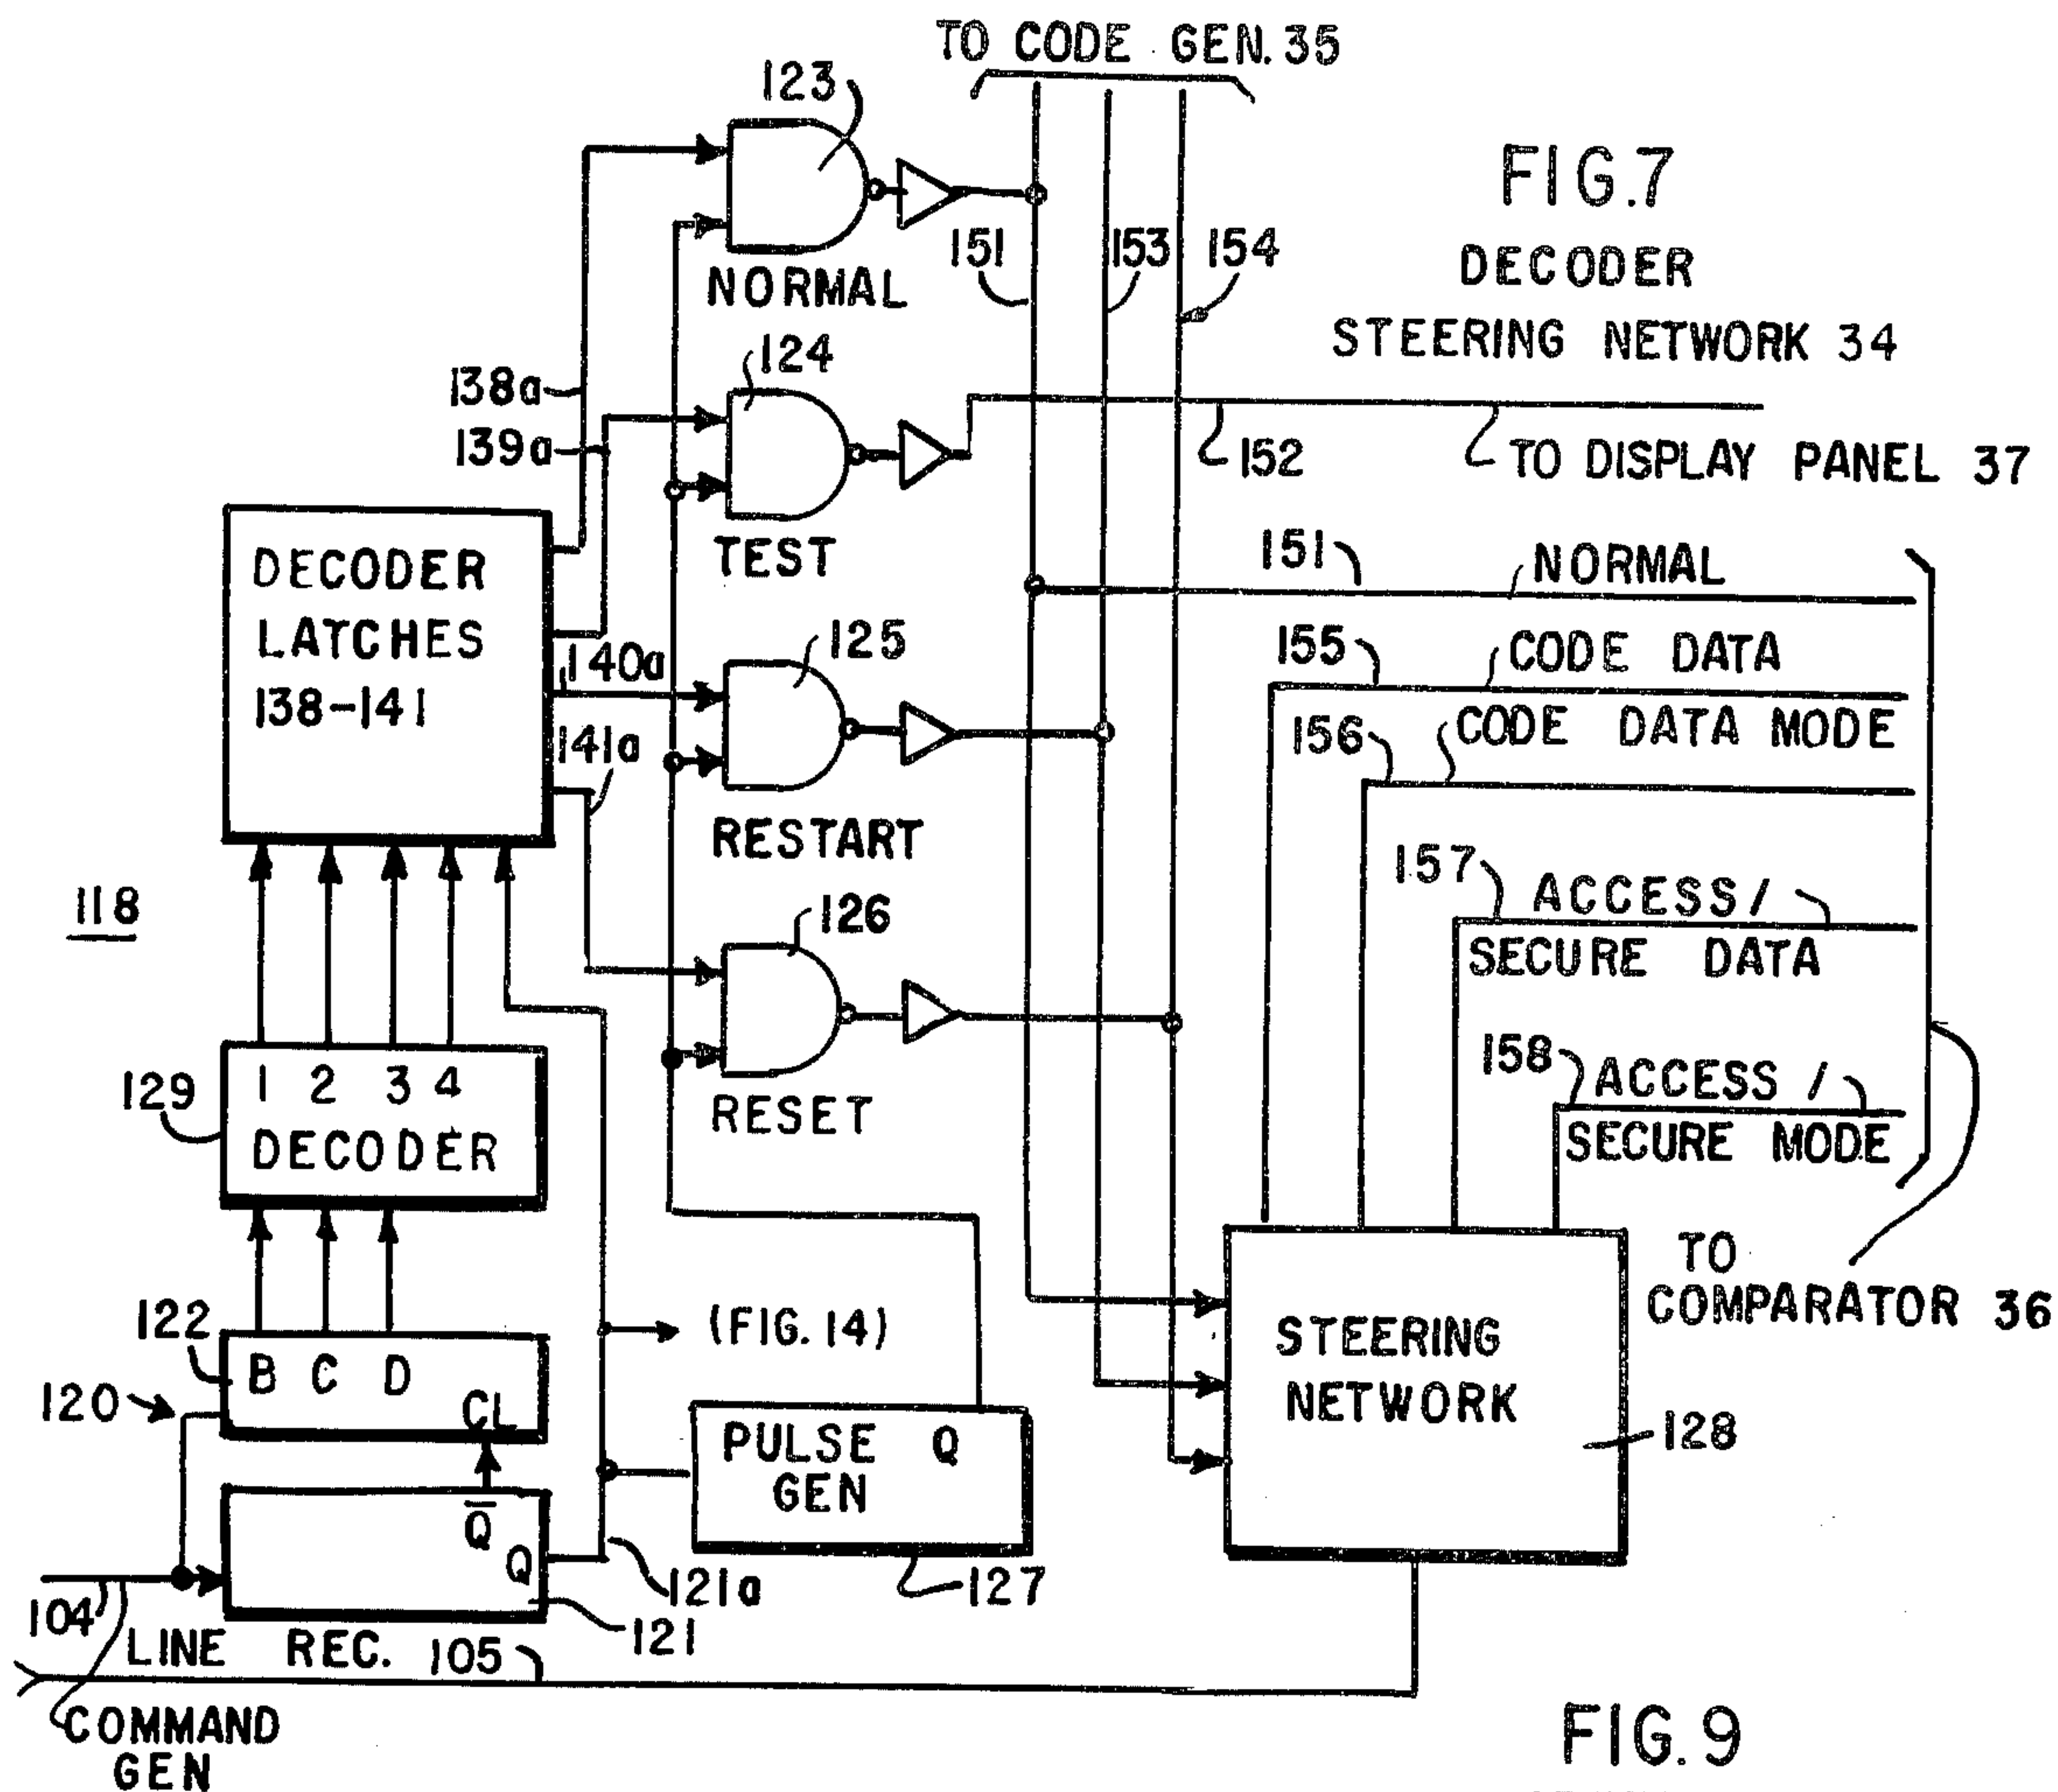 TO CODE GEN. 35
123
FIG. 7
DECODER
STEERING NETWORK 34
151
153
154
NORMAL
124
138a
139a
152
TO DISPLAY PANEL 37
TEST
151
NORMAL
DECODER
LATCHES
138-141
140a
141a
125
155
CODE DATA
156
CODE DATA MODE
RESTART
157
ACCESS/
SECURE DATA
118
126
158
ACCESS /
SECURE MODE
RESET
129
1 2 3 4
DECODER
TO
COMPARATOR 36
122
B C D
CL
120
(FIG. 14)
STEERING
NETWORK
128
PULSE Q
GEN
127
Q̅
Q
121a
121
104
LINE REC.
105
COMMAND
GEN
FIG. 9